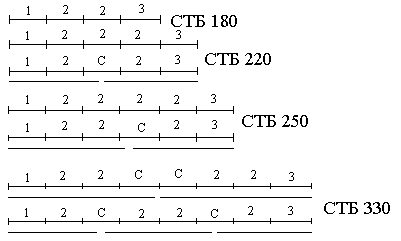 1 2 2 3 СТБ 180
1 2 2 2 3
1 2 С 2 3 СТБ 220
1 2 2 2 2 3
1 2 2 С 2 3 СТБ 250
1 2 2 С С 2 2 3
1 2 С 2 2 С 2 3 СТБ 330